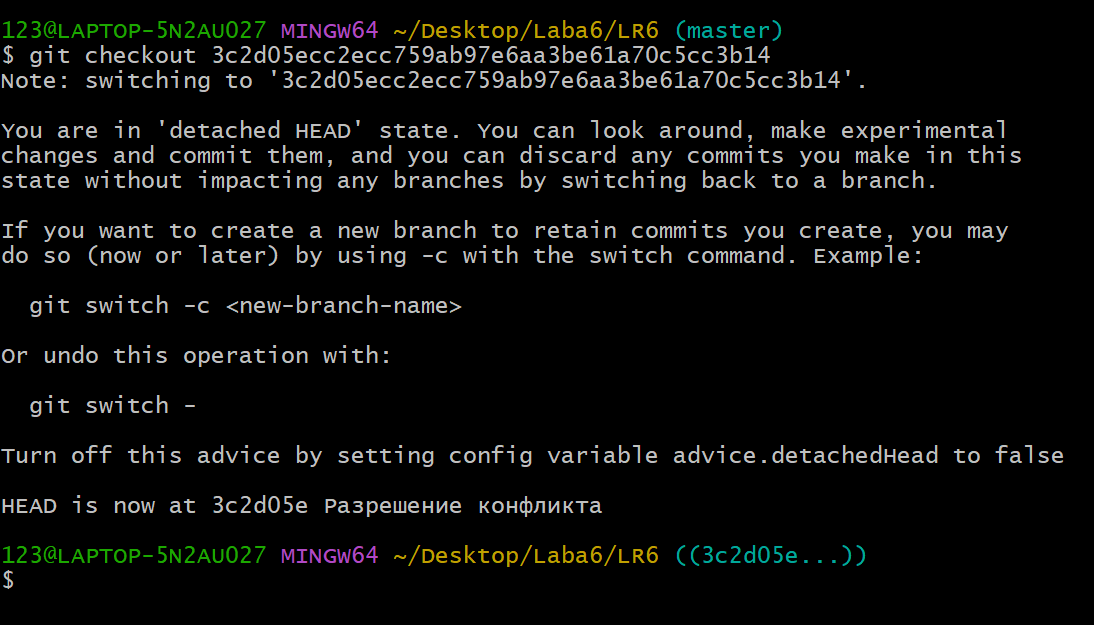 123@LAPTOP-5N2AU027 MINGW64 ~/Desktop/Laba6/LR6 (master)
$ git checkout 3c2d05ecc2ecc759ab97e6aa3be61a70c5cc3b14
Note: switching to '3c2d05ecc2ecc759ab97e6aa3be61a70c5cc3b14'.
You are in 'detached HEAD' state. You can look around, make experimental
changes and commit them, and you can discard any commits you make in this
state without impacting any branches by switching back to a branch.
If you want to create a new branch to retain commits you create, you may
do so (now or later) by using -c with the switch command. Example:
git switch -c <new-branch-name>
Or undo this operation with:
git switch -
Turn off this advice by setting config variable advice.detachedHead to false
HEAD is now at 3c2d05e Разрешение конфликта
123@LAPTOP-5N2AU027 MINGW64 ~/Desktop/Laba6/LR6 ((3c2d05e...))
$